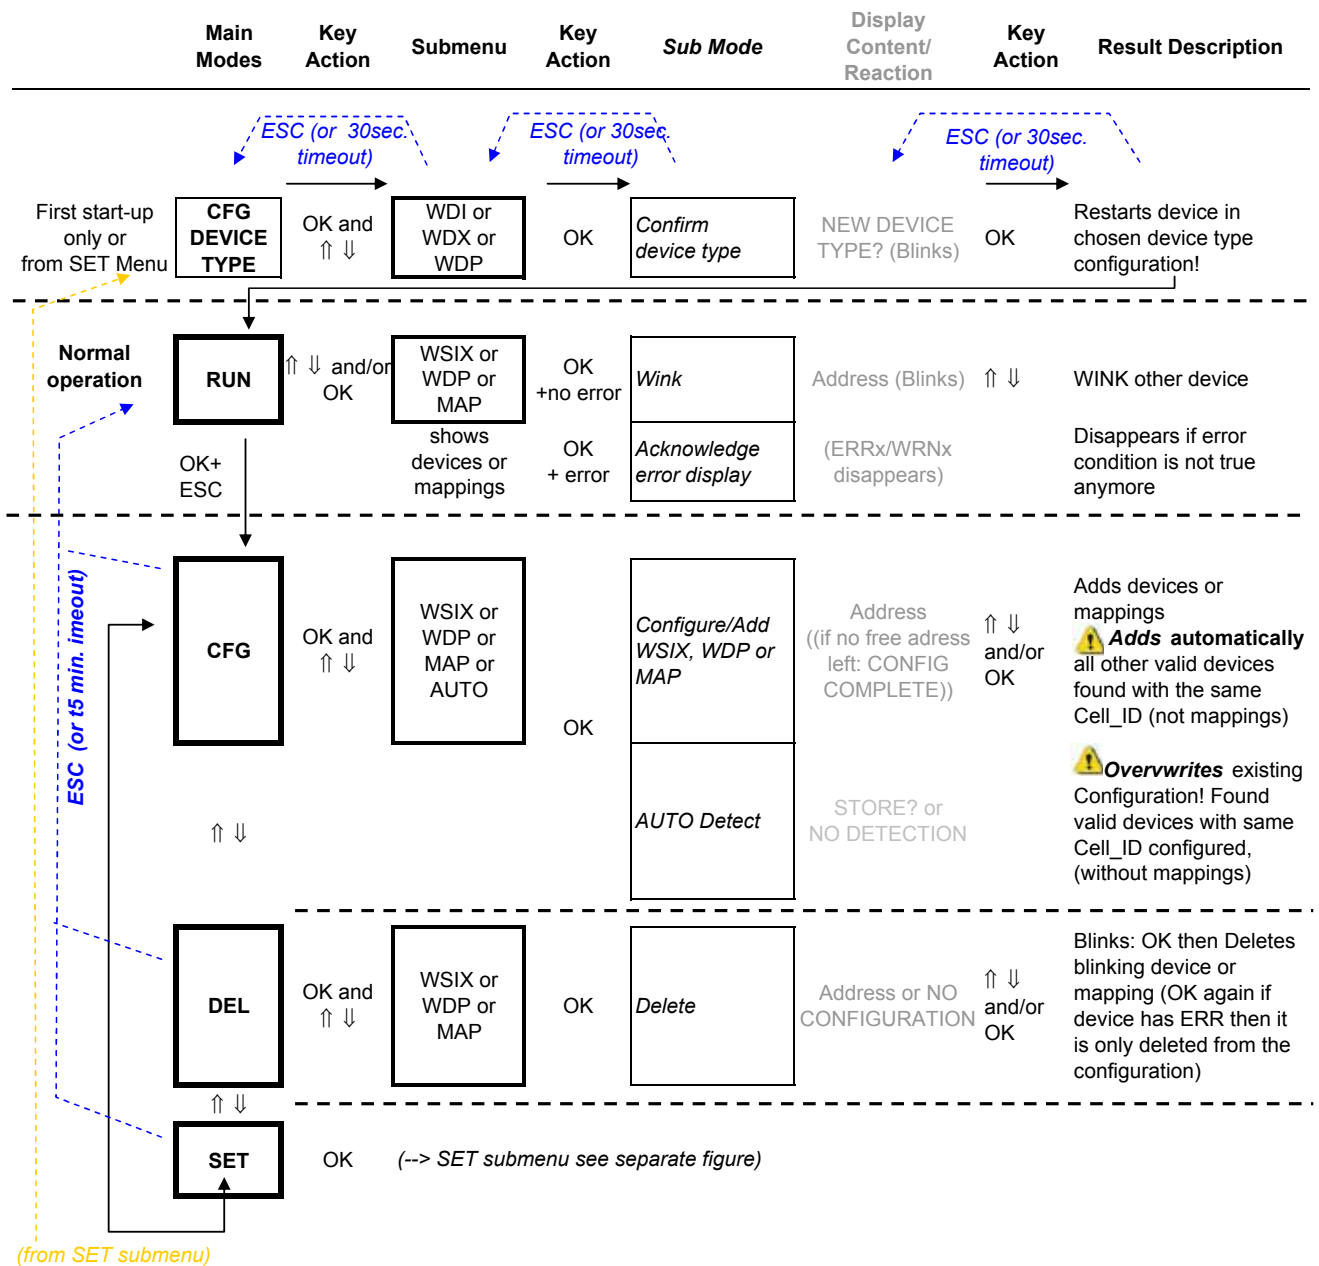 Main
Modes
Key
Action
Submenu
Key
Action
Sub Mode
Display
Content/
Reaction
Key
Action
Result Description
ESC (or 30sec.
timeout)
ESC (or 30sec.
timeout)
ESC (or 30sec.
timeout)
First start-up
only or
from SET Menu
CFG
DEVICE
TYPE
OK and
⇑ ⇓
WDI or
WDX or
WDP
OK
Confirm
device type
NEW DEVICE
TYPE? (Blinks)
OK
Restarts device in
chosen device type
configuration!
Normal
operation
RUN
⇑ ⇓ and/or
OK
WSIX or
WDP or
MAP
shows
devices or
mappings
OK
+no error
Wink
Address (Blinks)
⇑ ⇓
WINK other device
OK+
ESC
OK
+ error
Acknowledge
error display
(ERRx/WRNx
disappears)
Disappears if error
condition is not true
anymore
ESC (or t5 min. imeout)
CFG
OK and
⇑ ⇓
WSIX or
WDP or
MAP or
AUTO
OK
Configure/Add
WSIX, WDP or
MAP
Address
((if no free adress
left: CONFIG
COMPLETE))
⇑ ⇓
and/or
OK
Adds devices or
mappings
Adds automatically
all other valid devices
found with the same
Cell_ID (not mappings)
⇑ ⇓
AUTO Detect
STORE? or
NO DETECTION
Overvwrites existing
Configuration! Found
valid devices with same
Cell_ID configured,
(without mappings)
DEL
OK and
⇑ ⇓
WSIX or
WDP or
MAP
OK
Delete
Address or NO
CONFIGURATION
⇑ ⇓
and/or
OK
Blinks: OK then Deletes
blinking device or
mapping (OK again if
device has ERR then it
is only deleted from the
configuration)
⇑ ⇓
SET
OK
(--> SET submenu see separate figure)
(from SET submenu)